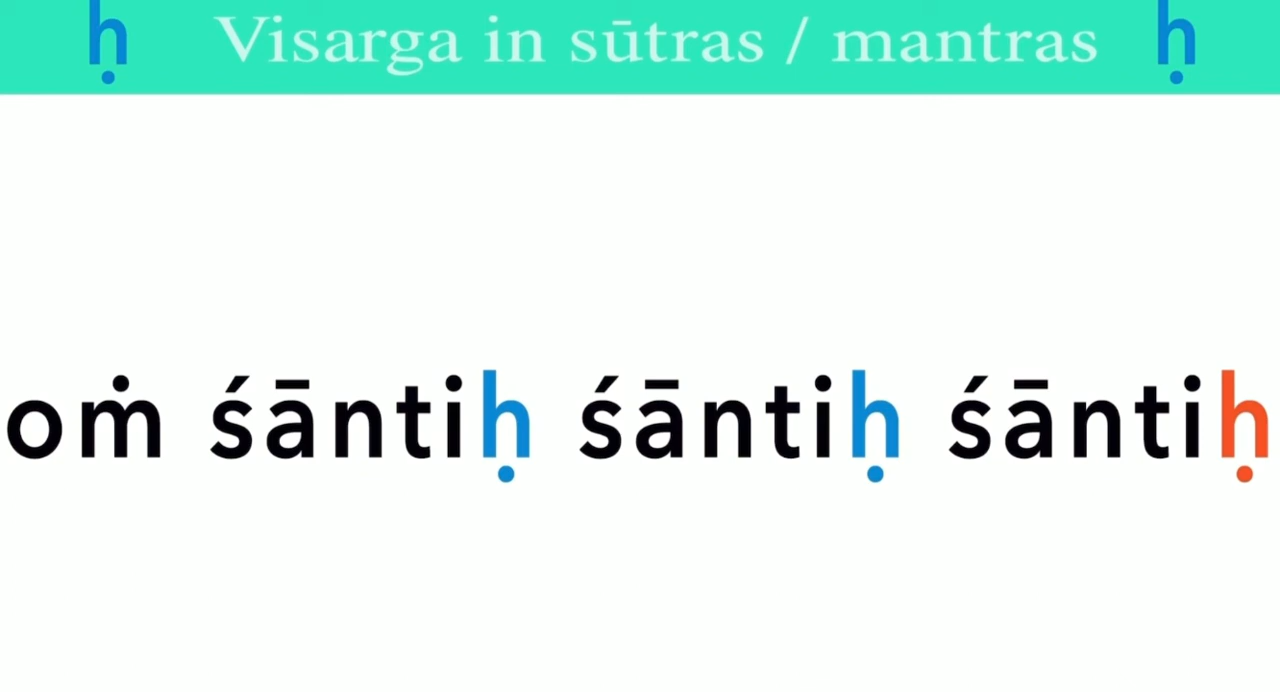 ḥ Visarga in sūtras / mantras ḥ
oṁ śāntiḥ śāntiḥ śāntiḥ